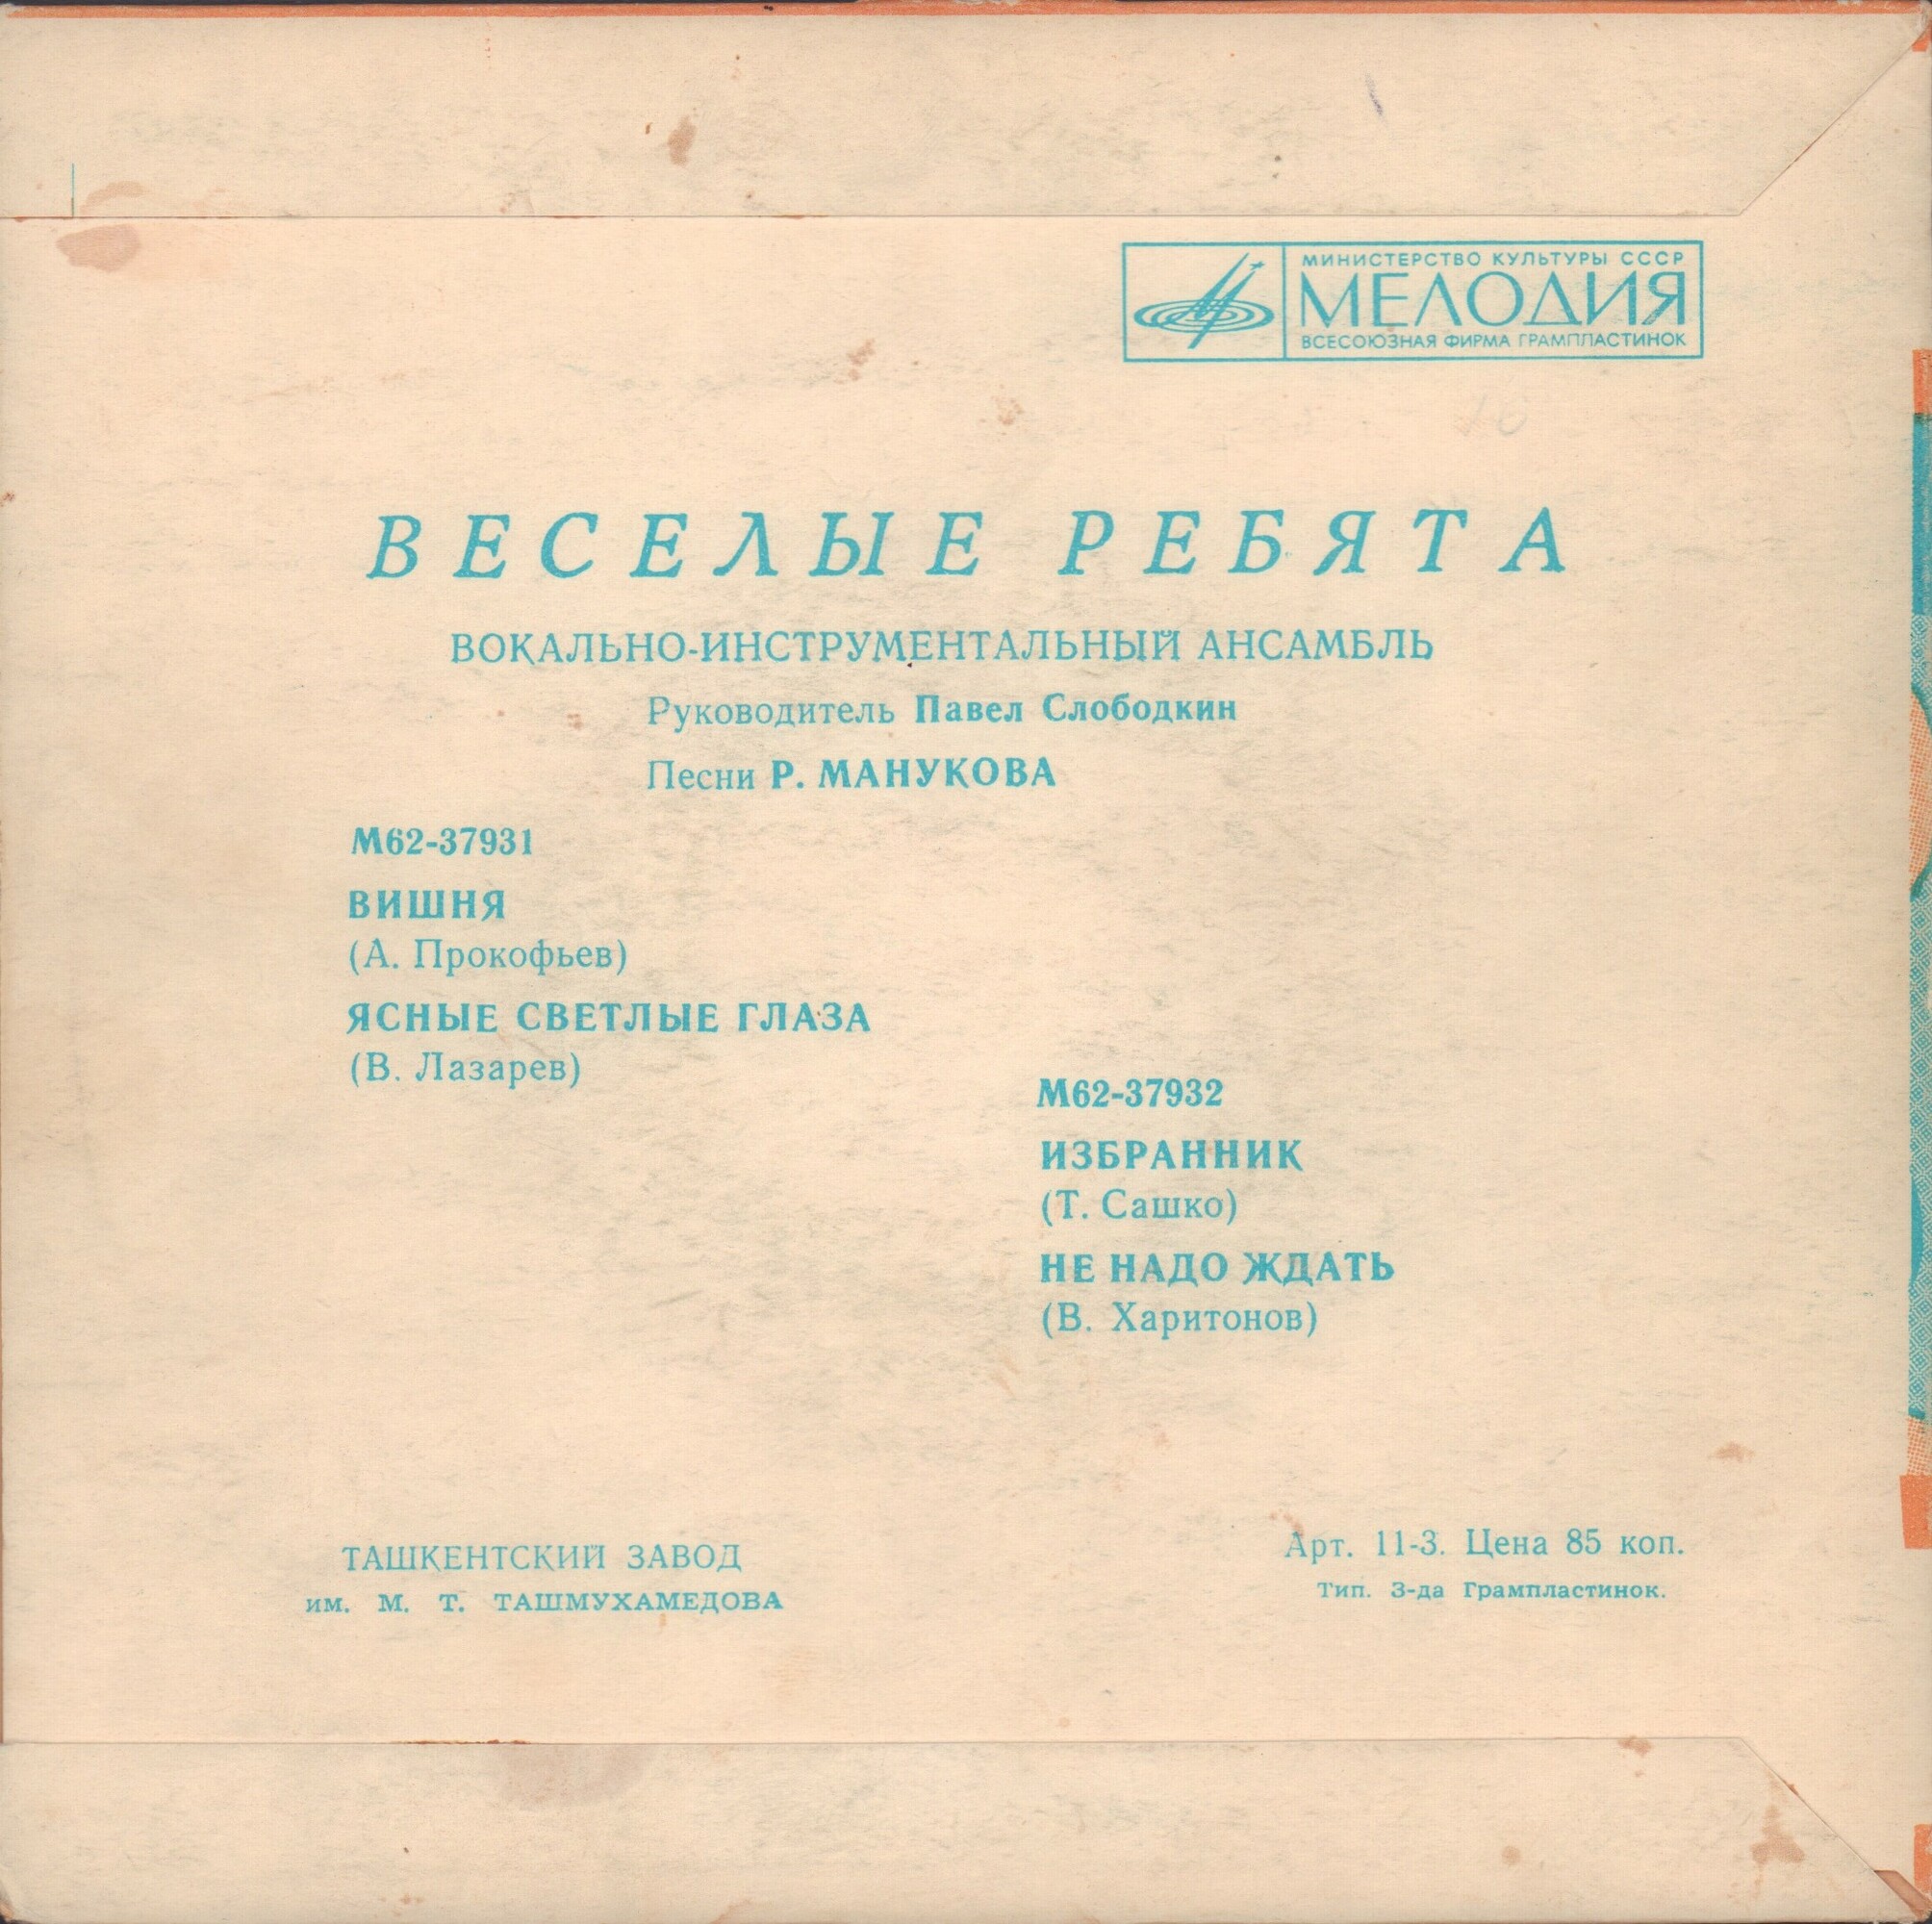 МИНИСТЕРСТВО КУЛЬТУРЫ СССР
МЕЛОДИЯ
ВСЕСОЮЗНАЯ ФИРМА ГРАМПЛАСТИНОК
ВЕСЕЛЫЕ РЕБЯТА
ВОКАЛЬНО-ИНСТРУМЕНТАЛЬНЫЙ АНСАМБЛЬ
Руководитель Павел Слободкин
Песни Р. МАНУКОВА
М62-37931
ВИШНЯ
(А. Прокофьев)
ЯСНЫЕ СВЕТЛЫЕ ГЛАЗА
(В. Лазарев)
М62-37932
ИЗБРАННИК
(Т. Сашко)
НЕ НАДО ЖДАТЬ
(В. Харитонов)
ТАШКЕНТСКИЙ ЗАВОД
им. М. Т. ТАШМУХАМЕДОВА
Арт. 11-3. Цена 85 коп.
Тип. З-да Грампластинок.